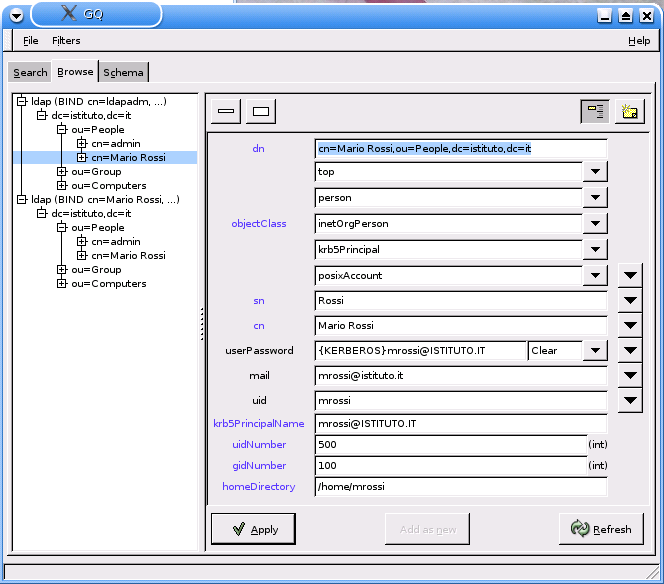 GQ
File Filters Help
Search Browse Schema
ldap (BIND cn=ldapadm, ...)
dc=istituto,dc=it
ou=People
cn=admin
cn=Mario Rossi
ou=Group
ou=Computers
ldap (BIND cn=Mario Rossi, ...)
dc=istituto,dc=it
ou=People
cn=admin
cn=Mario Rossi
ou=Group
ou=Computers
dn cn=Mario Rossi,ou=People,dc=istituto,dc=it
top
person
objectClass inetOrgPerson
krb5Principal
posixAccount
sn Rossi
cn Mario Rossi
userPassword {KERBEROS}mrossi@ISTITUTO.IT Clear
mail mrossi@istituto.it
uid mrossi
krb5PrincipalName mrossi@ISTITUTO.IT
uidNumber 500 (int)
gidNumber 100 (int)
homeDirectory /home/mrossi
Apply Add as new Refresh